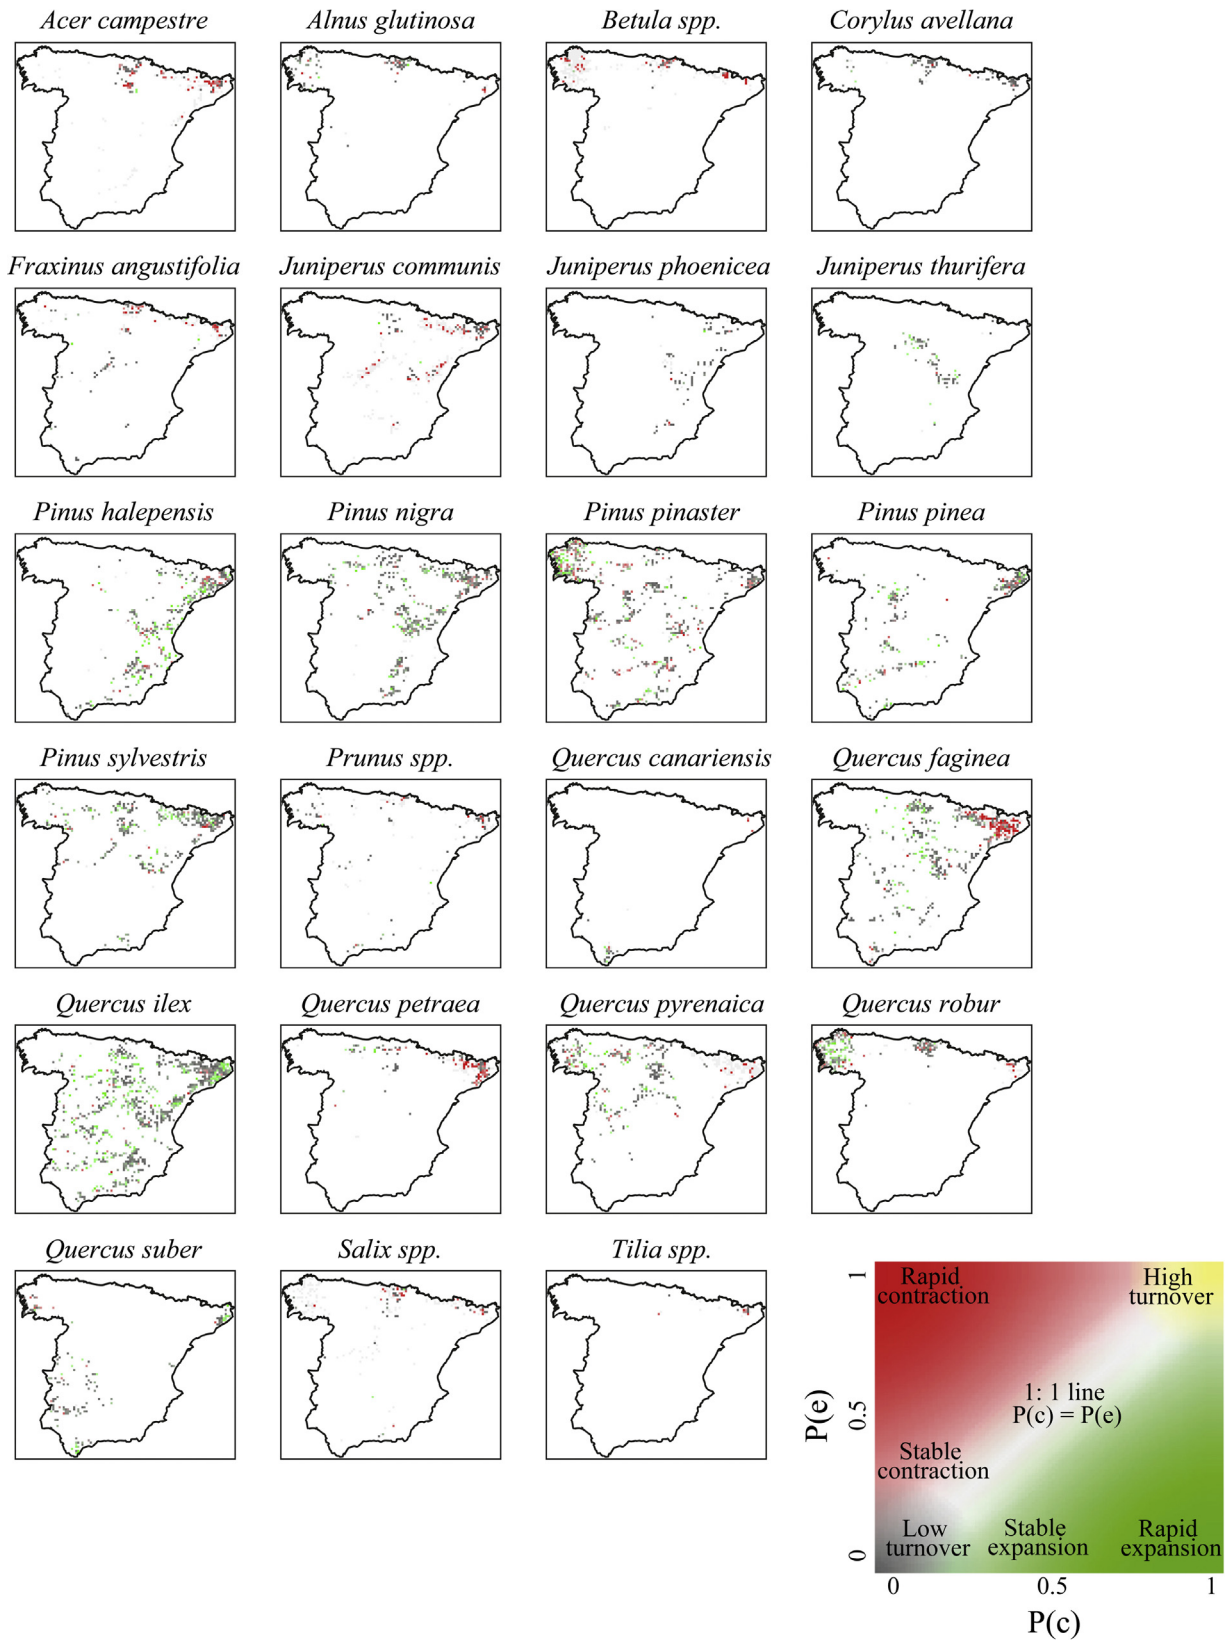 Acer campestre
Alnus glutinosa
Betula spp.
Corylus avellana
Fraxinus angustifolia
Juniperus communis
Juniperus phoenicea
Juniperus thurifera
Pinus halepensis
Pinus nigra
Pinus pinaster
Pinus pinea
Pinus sylvestris
Prunus spp.
Quercus canariensis
Quercus faginea
Quercus ilex
Quercus petraea
Quercus pyrenaica
Quercus robur
Quercus suber
Salix spp.
Tilia spp.
Rapid
contraction
High
turnover
1: 1 line
P(c) = P(e)
Stable
contraction
Low
turnover
Stable
expansion
Rapid
expansion
P(e)
1
0.5
0
0
0.5
1
P(c)